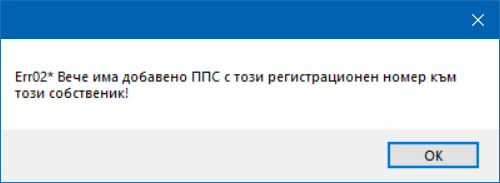 Err02* Вече има добавено ППС с този регистрационен номер към
този собственик!
OK